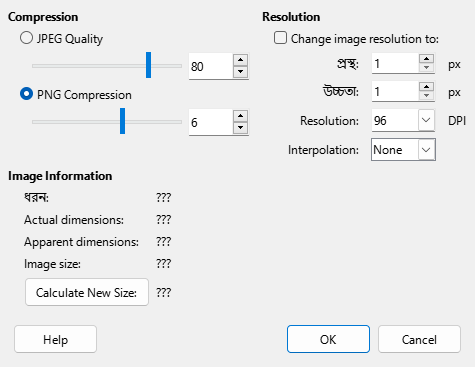 Compression
JPEG Quality
80
PNG Compression
6
Resolution
Change image resolution to:
প্রস্থ: 1 px
উচ্চতা: 1 px
Resolution: 96 DPI
Interpolation: None
Image Information
ধরন: ???
Actual dimensions: ???
Apparent dimensions: ???
Image size: ???
Calculate New Size: ???
Help
OK
Cancel